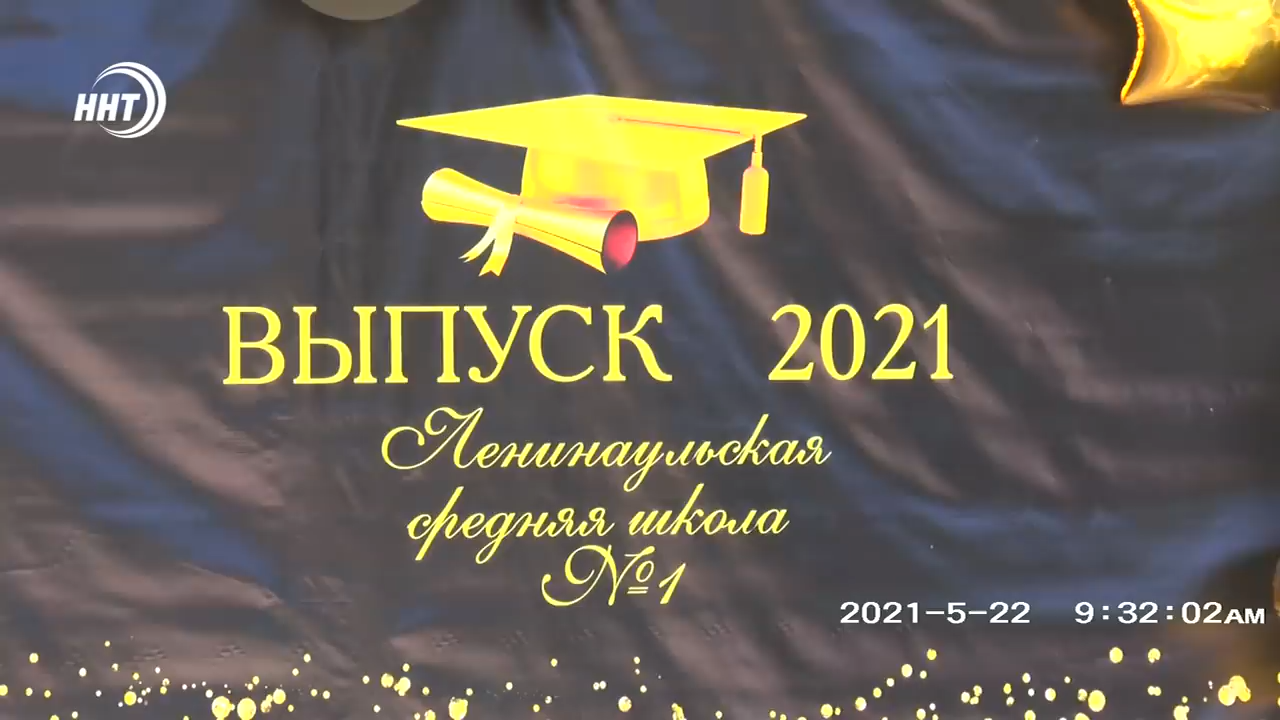 ННТ
ВЫПУСК 2021
Ленинаульская
средняя школа
№1
2021-5-22 9:32:02AM